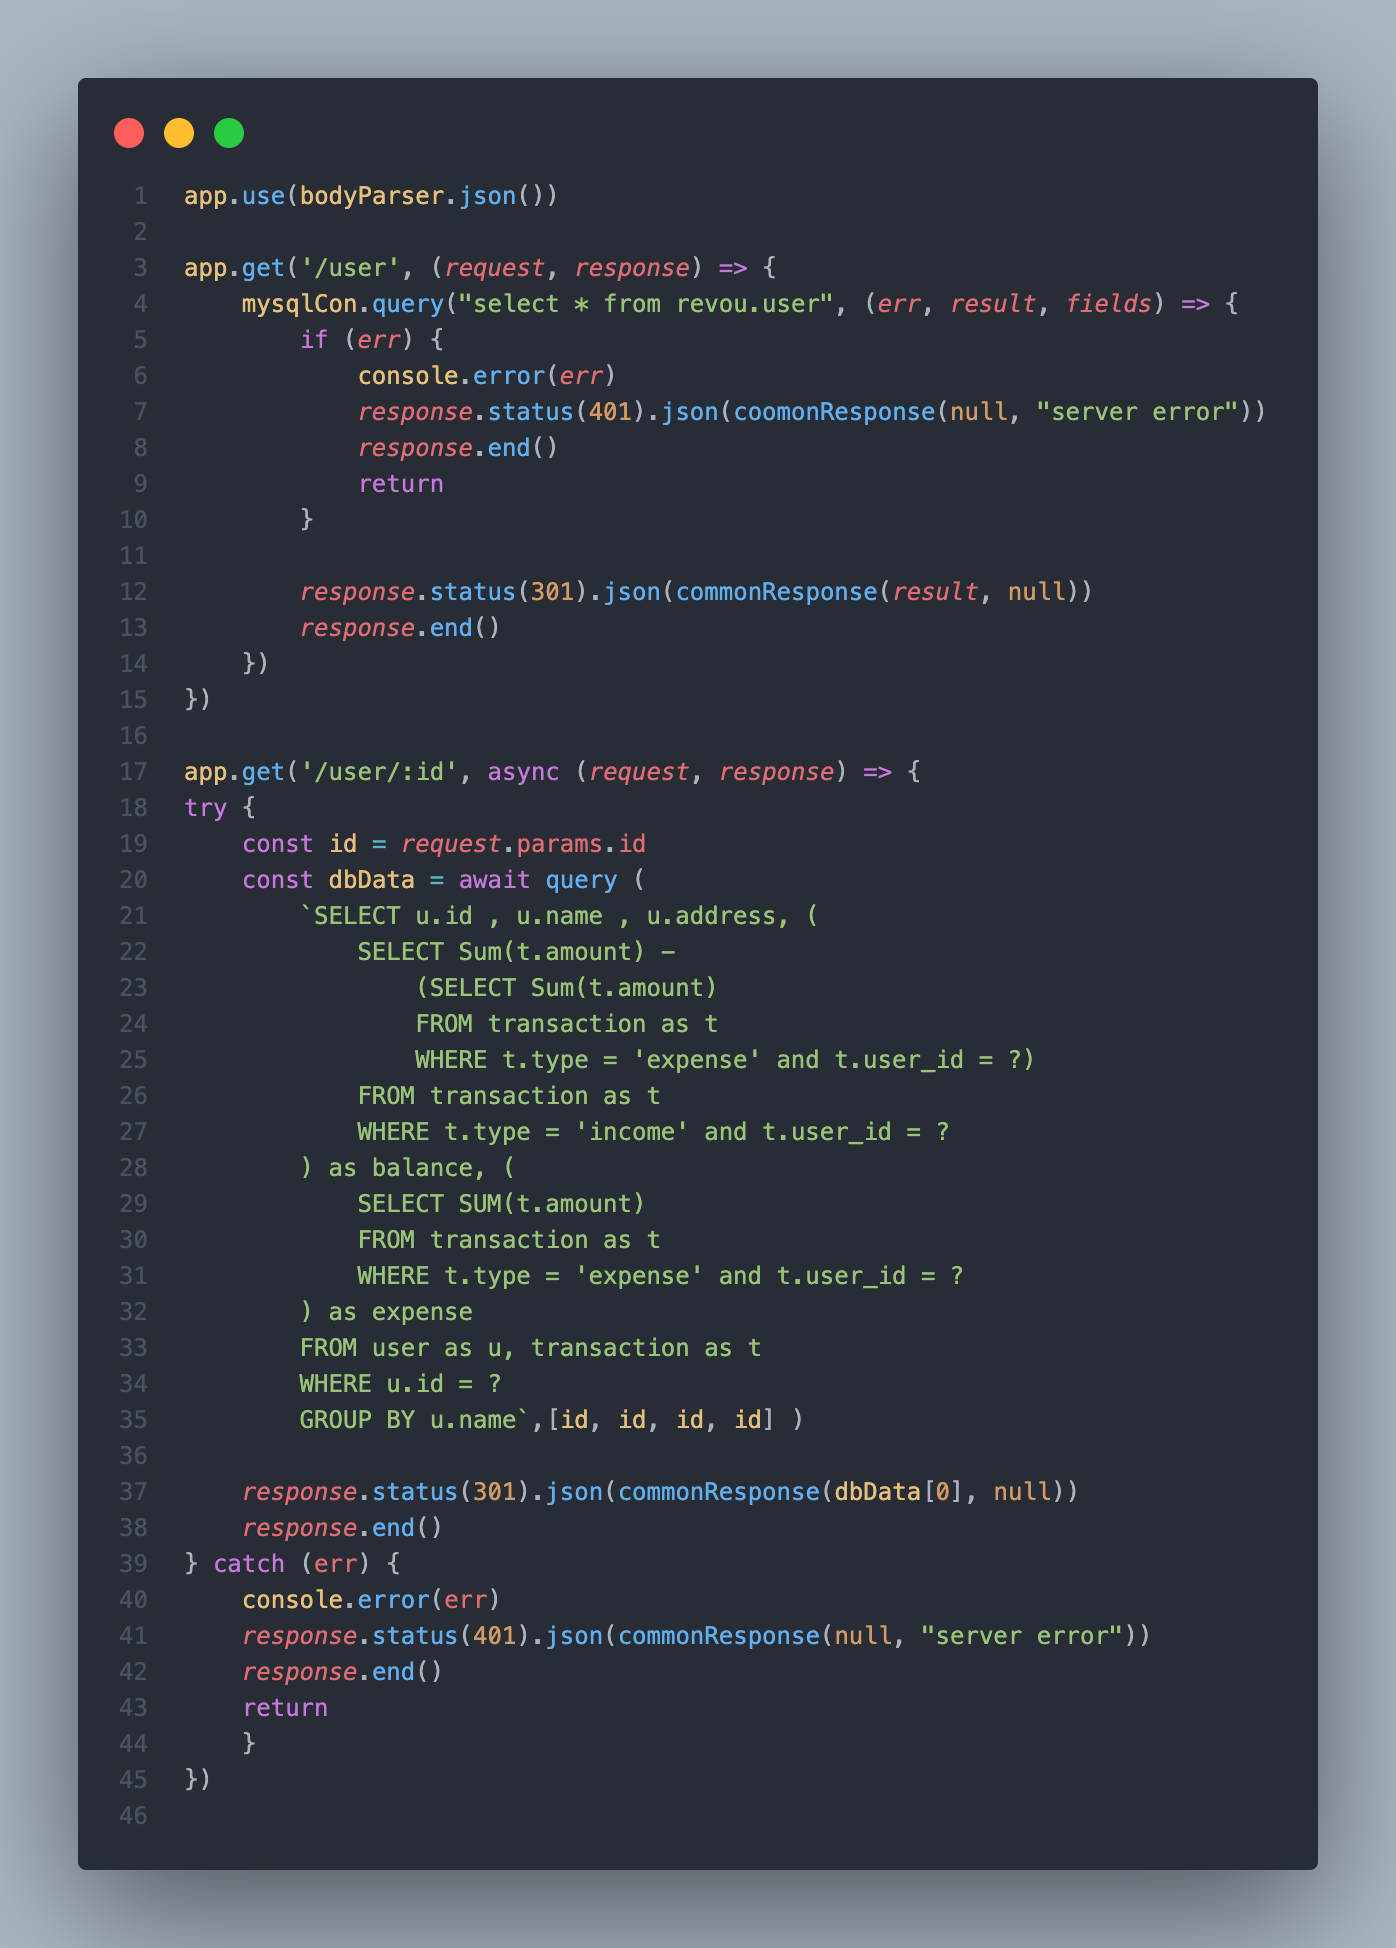 1 app.use(bodyParser.json())
2
3 app.get('/user', (request, response) => {
4     mysqlCon.query("select * from revou.user", (err, result, fields) => {
5         if (err) {
6             console.error(err)
7             response.status(401).json(coomonResponse(null, "server error"))
8             response.end()
9             return
10         }
11
12         response.status(301).json(commonResponse(result, null))
13         response.end()
14     })
15 })
16
17 app.get('/user/:id', async (request, response) => {
18 try {
19     const id = request.params.id
20     const dbData = await query (
21         `SELECT u.id , u.name , u.address, (
22             SELECT Sum(t.amount) -
23                 (SELECT Sum(t.amount)
24                 FROM transaction as t
25                 WHERE t.type = 'expense' and t.user_id = ?)
26             FROM transaction as t
27             WHERE t.type = 'income' and t.user_id = ?
28         ) as balance, (
29             SELECT SUM(t.amount)
30             FROM transaction as t
31             WHERE t.type = 'expense' and t.user_id = ?
32         ) as expense
33         FROM user as u, transaction as t
34         WHERE u.id = ?
35         GROUP BY u.name`,[id, id, id, id] )
36
37     response.status(301).json(commonResponse(dbData[0], null))
38     response.end()
39 } catch (err) {
40     console.error(err)
41     response.status(401).json(commonResponse(null, "server error"))
42     response.end()
43     return
44     }
45 })
46